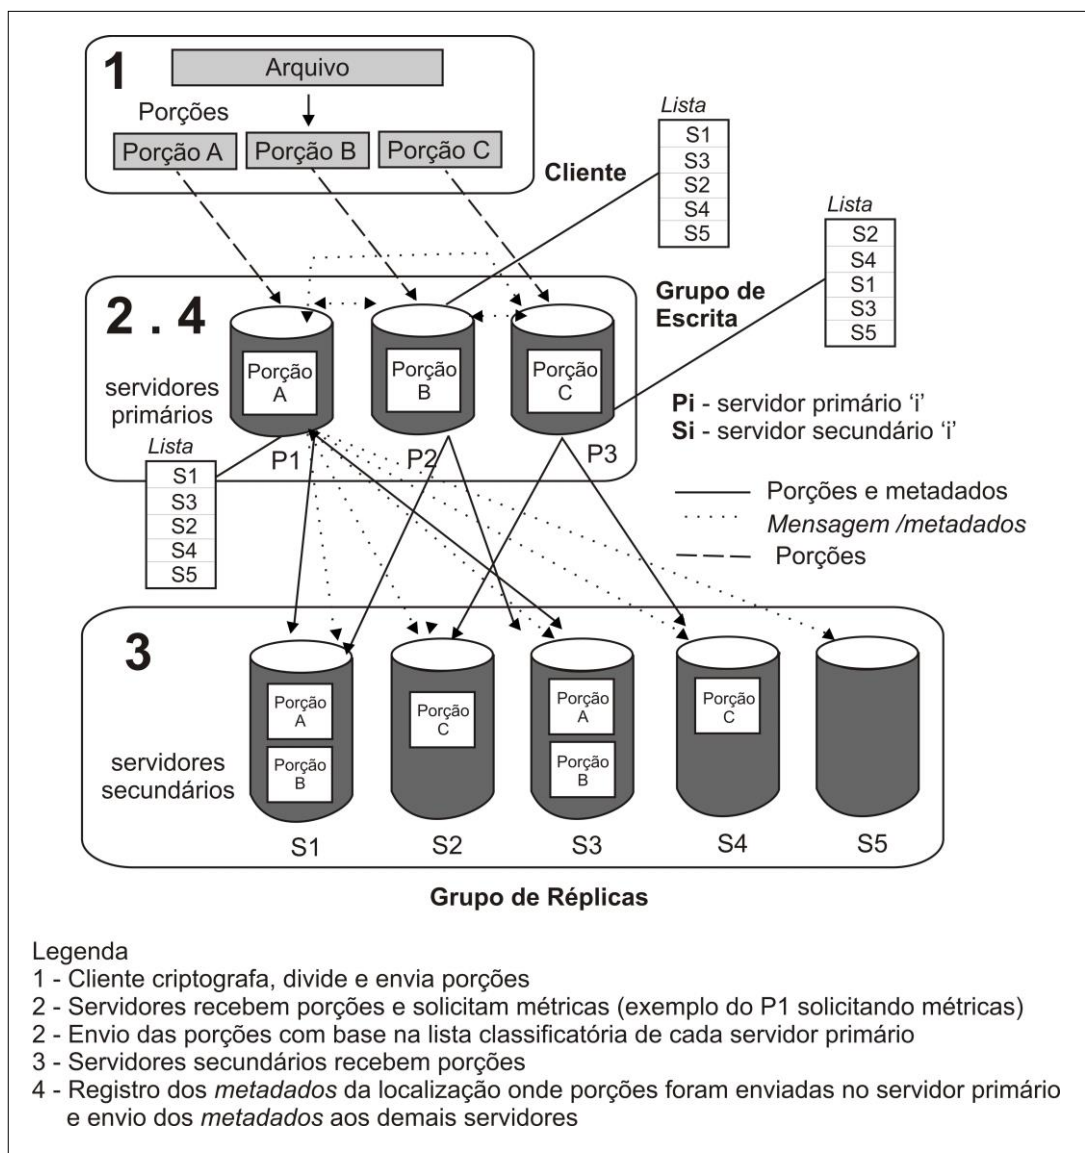 1
Arquivo
Porções
Porção A
Porção B
Porção C
Cliente
Lista
S1
S3
S2
S4
S5
Lista
S2
S4
S1
S3
S5
Grupo de
Escrita
2 . 4
servidores
primários
Porção
A
Porção
B
Porção
C
P1
P2
P3
Pi - servidor primário ‘i’
Si - servidor secundário ‘i’
Porções e metadados
Mensagem /metadados
Porções
Lista
S1
S3
S2
S4
S5
3
servidores
secundários
Porção
A
Porção
B
Porção
C
Porção
A
Porção
B
Porção
C
S1
S2
S3
S4
S5
Grupo de Réplicas
Legenda
1 - Cliente criptografa, divide e envia porções
2 - Servidores recebem porções e solicitam métricas (exemplo do P1 solicitando métricas)
2 - Envio das porções com base na lista classificatória de cada servidor primário
3 - Servidores secundários recebem porções
4 - Registro dos metadados da localização onde porções foram enviadas no servidor primário
e envio dos metadados aos demais servidores